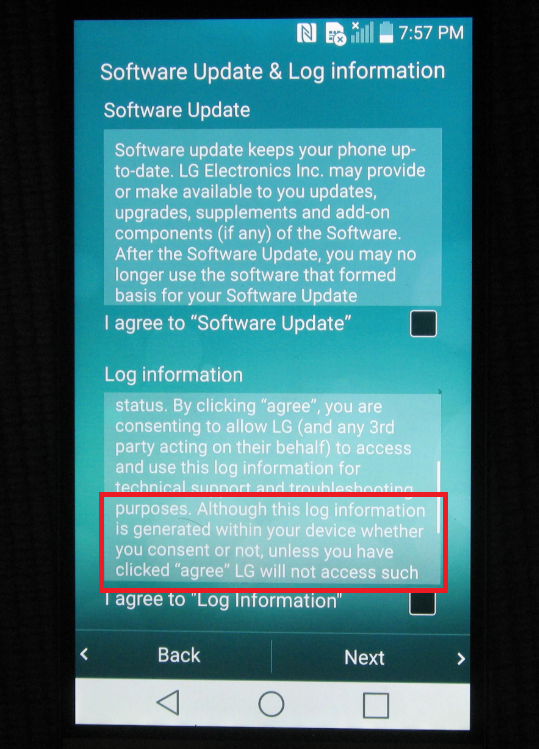 7:57 PM
Software Update & Log information
Software Update
Software update keeps your phone up-
to-date. LG Electronics Inc. may provide
or make available to you updates,
upgrades, supplements and add-on
components (if any) of the Software.
After the Software Update, you may no
longer use the software that formed
basis for your Software Update
I agree to “Software Update”
Log information
status. By clicking “agree”, you are
consenting to allow LG (and any 3rd
party acting on their behalf) to access
and use this log information for
technical support and troubleshooting
purposes. Although this log information
is generated within your device whether
you consent or not, unless you have
clicked “agree” LG will not access such
I agree to "Log Information"
Back
Next